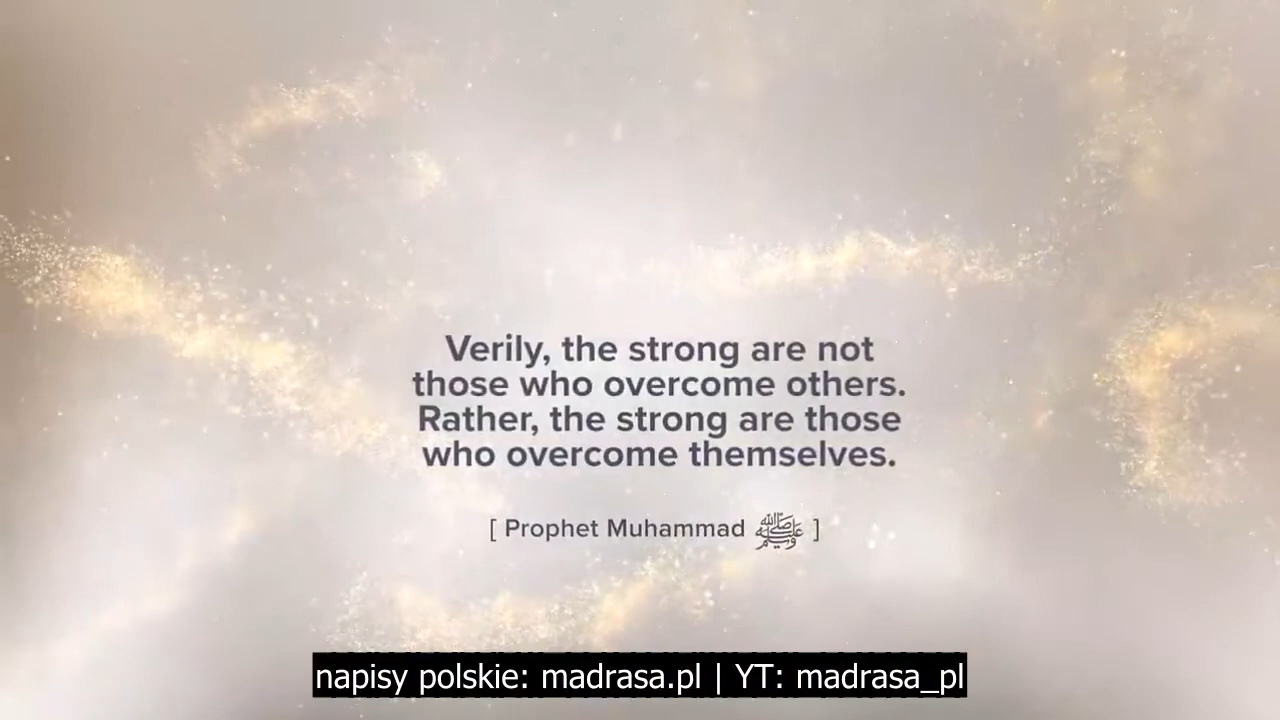 Verily, the strong are not
those who overcome others.
Rather, the strong are those
who overcome themselves.
[ Prophet Muhammad ﷺ ]
napisy polskie: madrasa.pl | YT: madrasa_pl